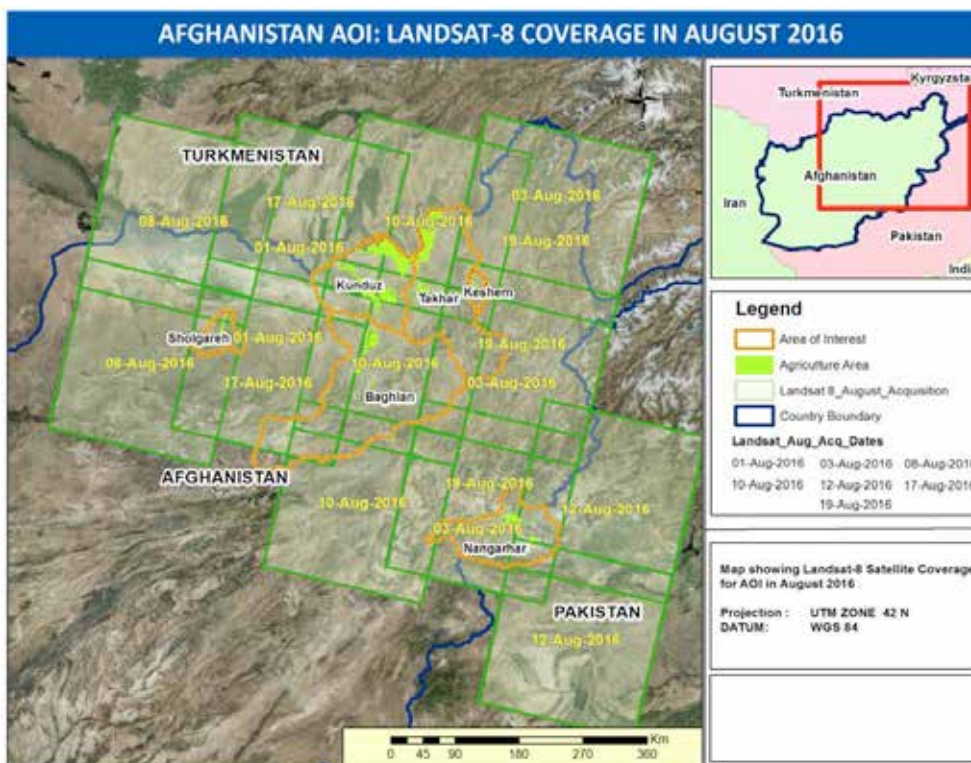 AFGHANISTAN AOI: LANDSAT-8 COVERAGE IN AUGUST 2016
TURKMENISTAN
08-Aug-2016
17-Aug-2016
01-Aug-2016
10-Aug-2016
03-Aug-2016
19-Aug-2016
Kunduz
Takhar
Keshem
Sholgareh
01-Aug-2016
08-Aug-2016
17-Aug-2016
10-Aug-2016
19-Aug-2016
03-Aug-2016
Baghlan
AFGHANISTAN
10-Aug-2016
19-Aug-2016
12-Aug-2016
03-Aug-2016
Nangarhar
PAKISTAN
12-Aug-2016
Km
0 45 90 180 270 360
Kyrgyzsta
Turkmenistan
Afghanistan
Iran
Pakistan
Indi
Legend
Area of Interest
Agriculture Area
Landsat 8_August_Acquisition
Country Boundary
Landsat_Aug_Acq_Dates
01-Aug-2016 03-Aug-2016 08-Aug-2016
10-Aug-2016 12-Aug-2016 17-Aug-2016
19-Aug-2016
Map showing Landsat-8 Satellite Coverage
for AOI in August 2016
Projection : UTM ZONE 42 N
DATUM: WGS 84